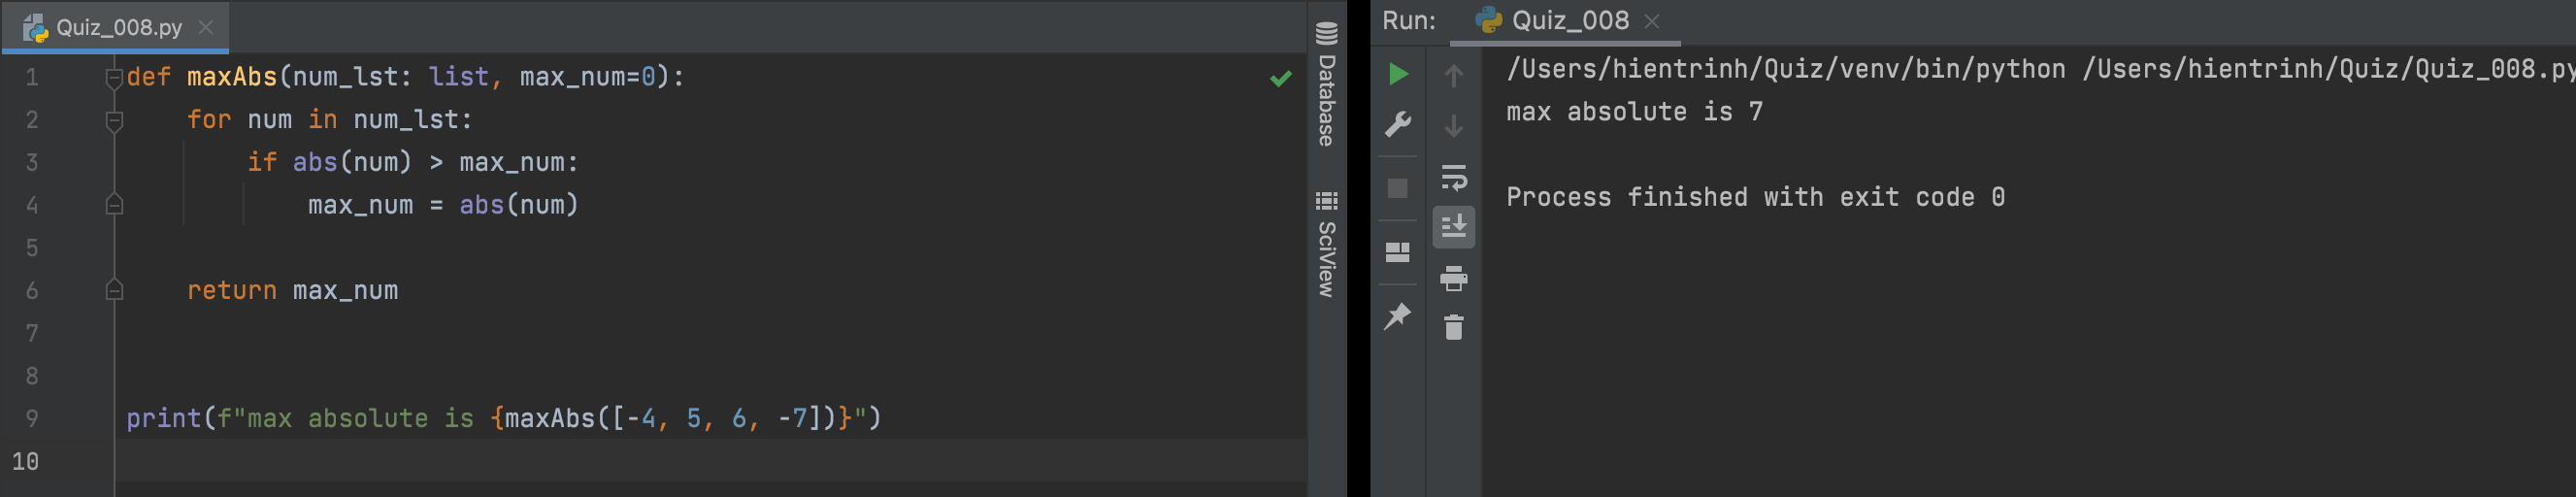 Quiz_008.py
1 def maxAbs(num_lst: list, max_num=0):
2     for num in num_lst:
3         if abs(num) > max_num:
4             max_num = abs(num)
5
6     return max_num
7
8
9 print(f"max absolute is {maxAbs([-4, 5, 6, -7])}")
10
Database
SciView
Run: Quiz_008
/Users/hientrinh/Quiz/venv/bin/python /Users/hientrinh/Quiz/Quiz_008.py
max absolute is 7
Process finished with exit code 0